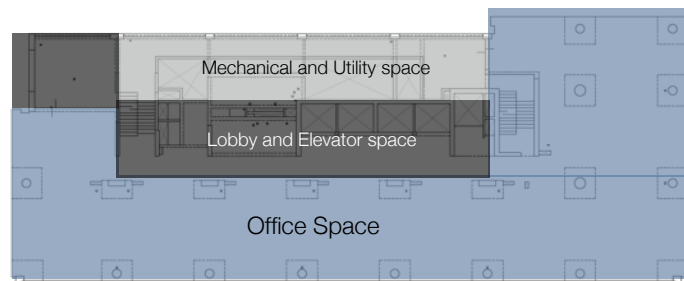 Mechanical and Utility space
Lobby and Elevator space
Office Space